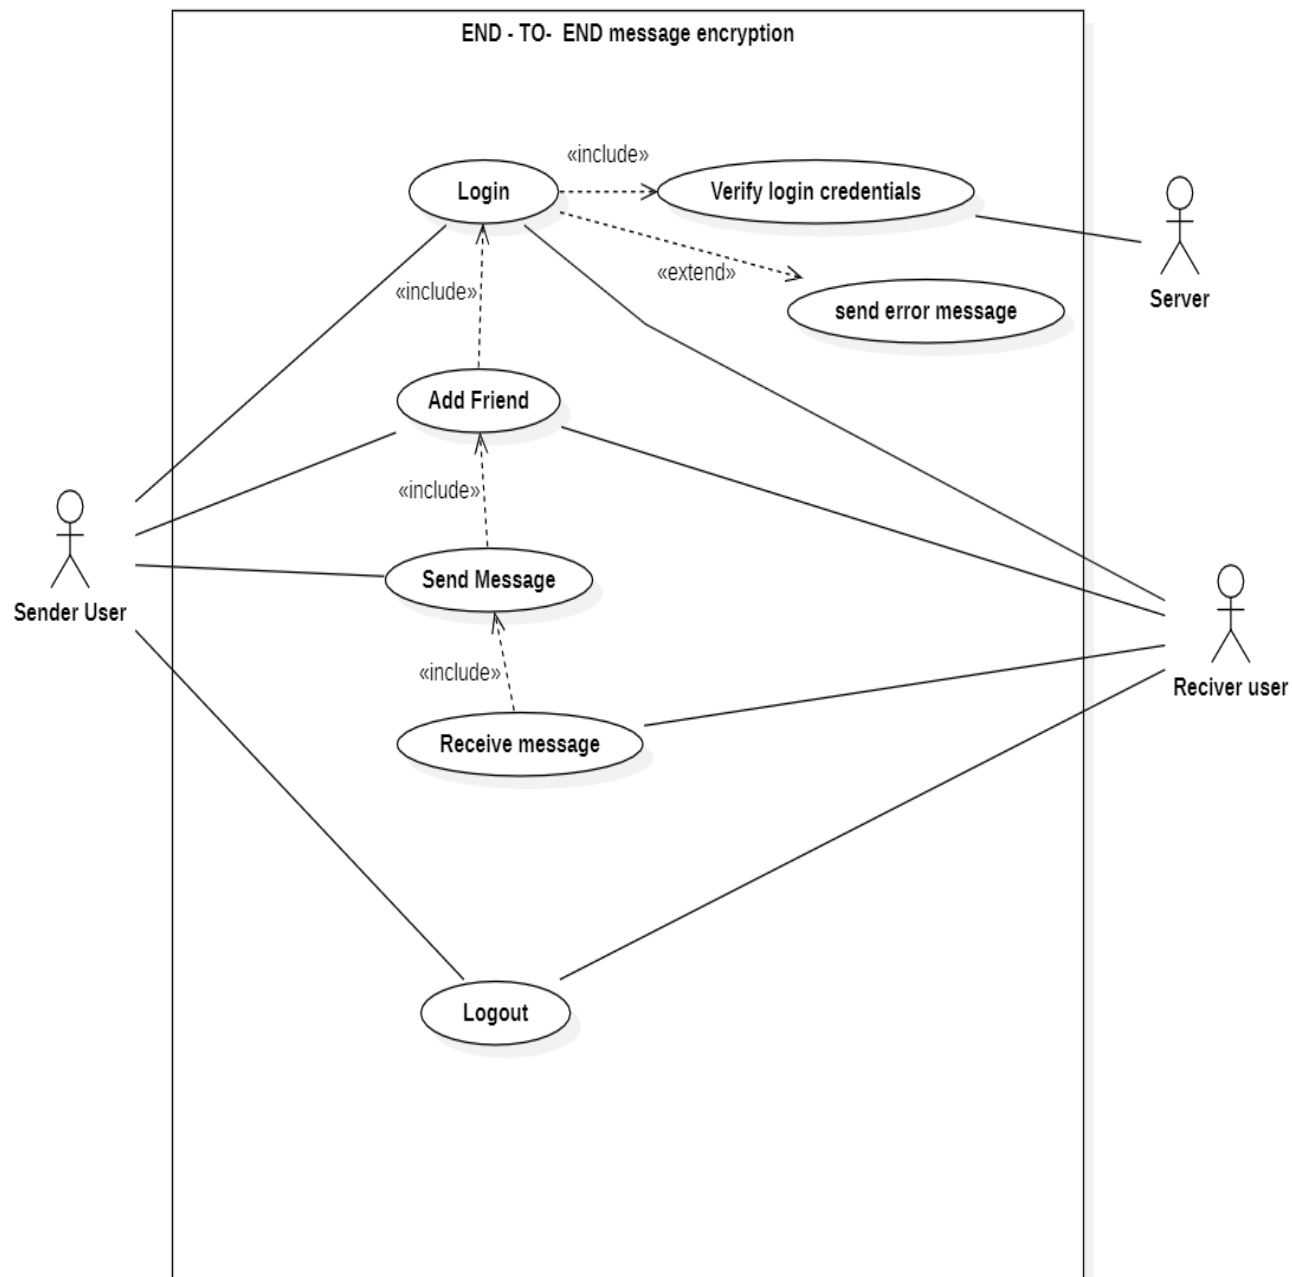 END - TO-  END message encryption
«include»
Login
Verify login credentials
«extend»
«include»
Server
send error message
Add Friend
«include»
Send Message
Sender User
«include»
Reciver user
Receive message
Logout